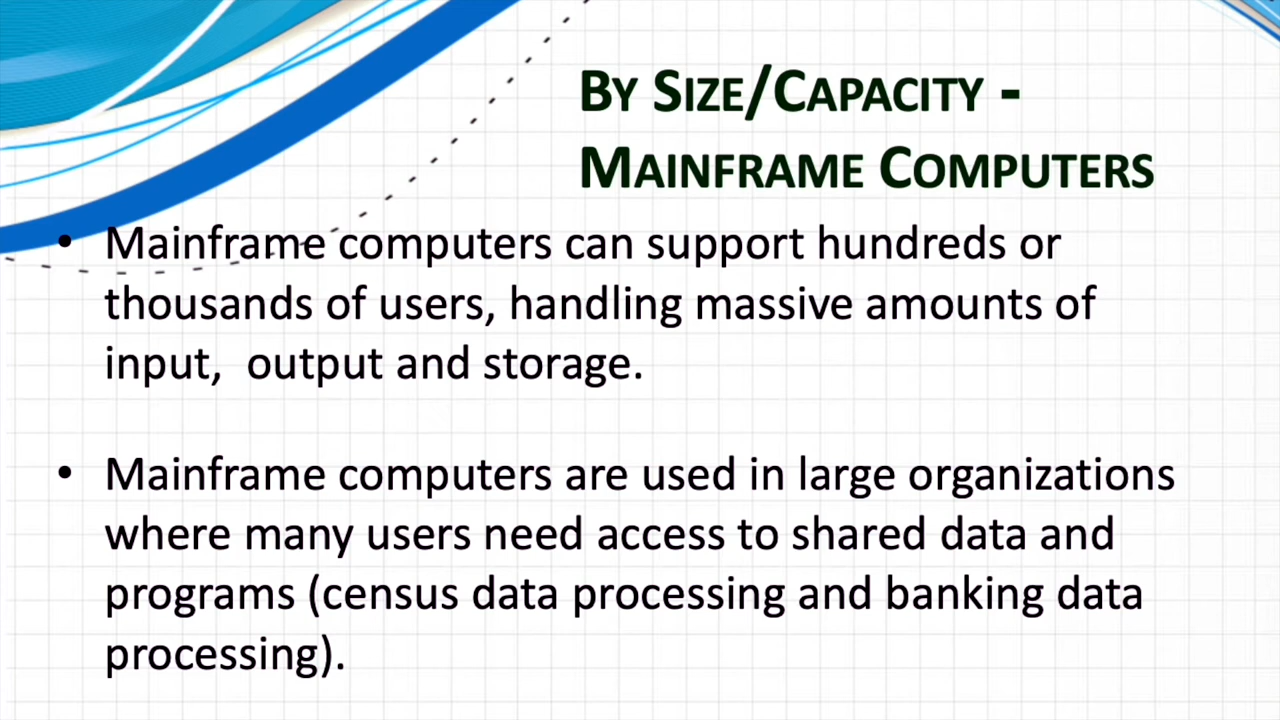 By Size/Capacity -
Mainframe Computers
• Mainframe computers can support hundreds or
thousands of users, handling massive amounts of
input,  output and storage.
• Mainframe computers are used in large organizations
where many users need access to shared data and
programs (census data processing and banking data
processing).